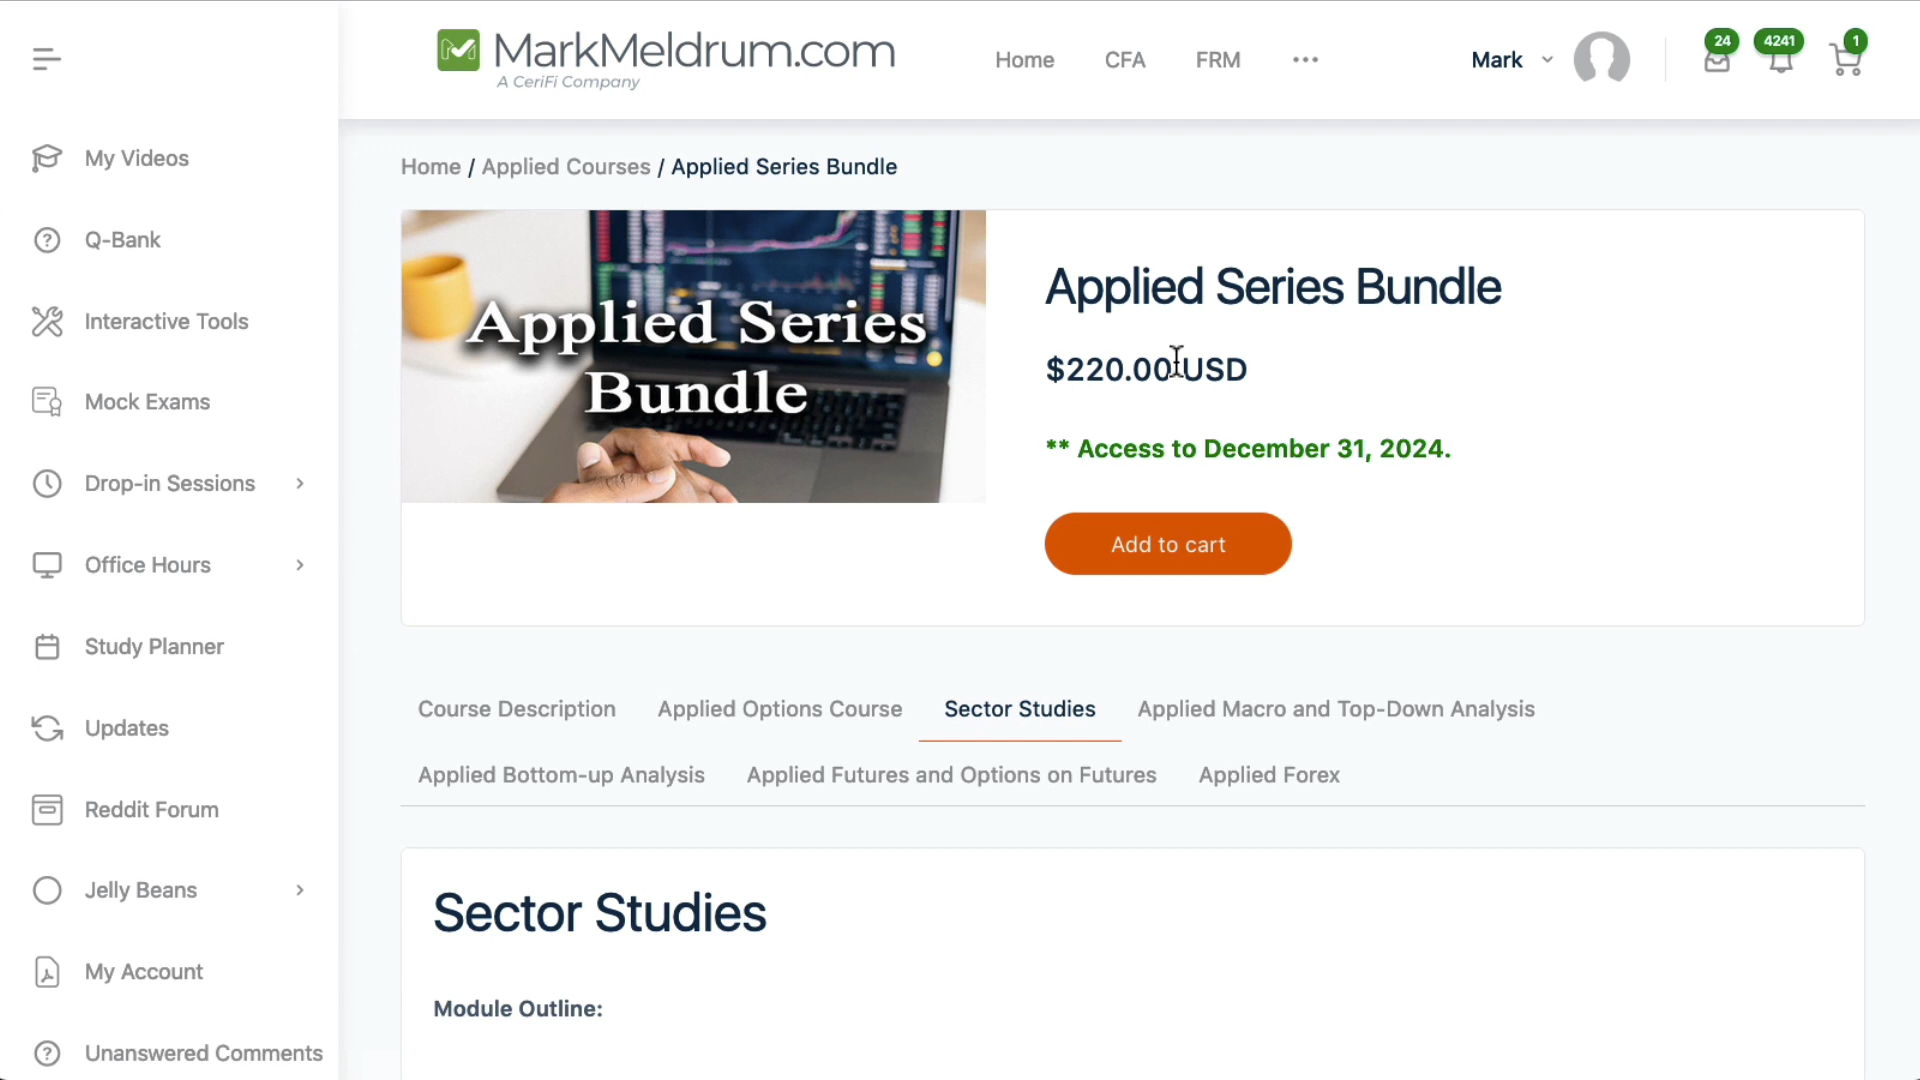 MarkMeldrum.com
A CeriFi Company
Home
CFA
FRM
Mark
24
4241
1
My Videos
Q-Bank
Interactive Tools
Mock Exams
Drop-in Sessions
Office Hours
Study Planner
Updates
Reddit Forum
Jelly Beans
My Account
Unanswered Comments
Home / Applied Courses / Applied Series Bundle
Applied Series
Bundle
Applied Series Bundle
$220.00 USD
** Access to December 31, 2024.
Add to cart
Course Description
Applied Options Course
Sector Studies
Applied Macro and Top-Down Analysis
Applied Bottom-up Analysis
Applied Futures and Options on Futures
Applied Forex
Sector Studies
Module Outline: